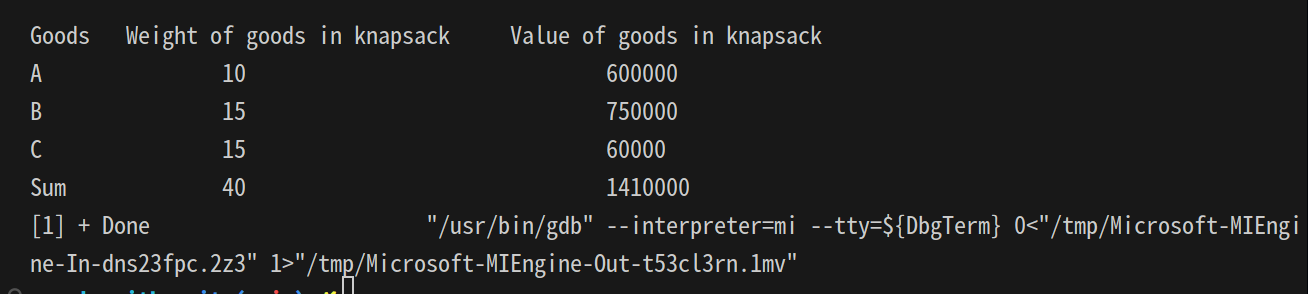 Goods Weight of goods in knapsack Value of goods in knapsack
A 10 600000
B 15 750000
C 15 60000
Sum 40 1410000
[1] + Done "/usr/bin/gdb" --interpreter=mi --tty=${DbgTerm} 0<"/tmp/Microsoft-MIEngi
ne-In-dns23fpc.2z3" 1>"/tmp/Microsoft-MIEngine-Out-t53cl3rn.1mv"